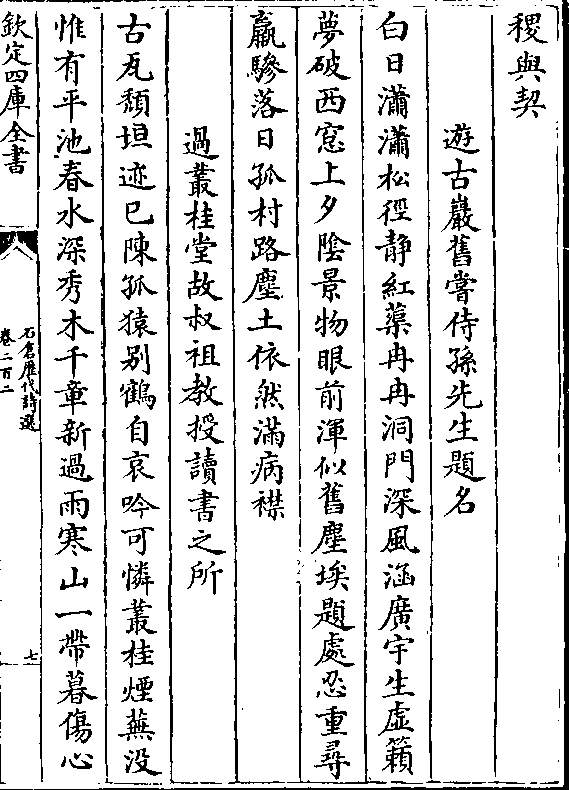 稷與契
遊古巖舊嘗侍孫先生題名
白日瀟瀟松徑静紅蕖冉冉洞門深風涵廣宇生虚籟
夢破西窓上夕陰景物眼前渾似舊塵埃題處忍重尋
羸驂落日孤村路塵土依然滿病襟
過叢桂堂故叔祖教授讀書之所
古瓦頽垣迹已陳孤猿别鶴自哀吟可憐叢桂煙蕪没
惟有平池春水深秀木千章新過雨寒山一帶暮傷心
欽定四庫全書
石倉歷代詩選
卷二百二
七